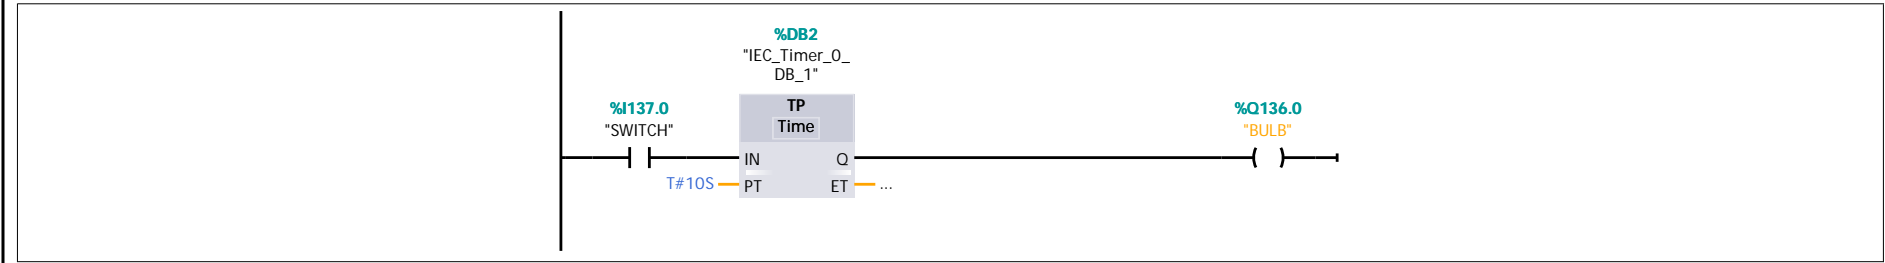 %DB2
"IEC_Timer_0_
DB_1"
%I137.0
"SWITCH"
TP
Time
%Q136.0
"BULB"
IN
Q
T#10S
PT
ET
...